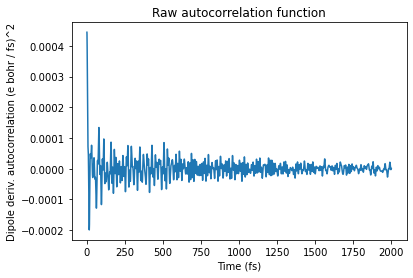 Raw autocorrelation function
Dipole deriv. autocorrelation (e bohr / fs)^2
0.0004
0.0003
0.0002
0.0001
0.0000
−0.0001
−0.0002
0 250 500 750 1000 1250 1500 1750 2000
Time (fs)